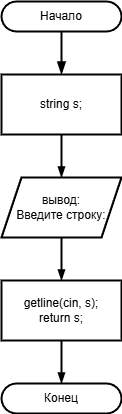 Начало
string s;
вывод:
Введите строку:
getline(cin, s);
return s;
Конец